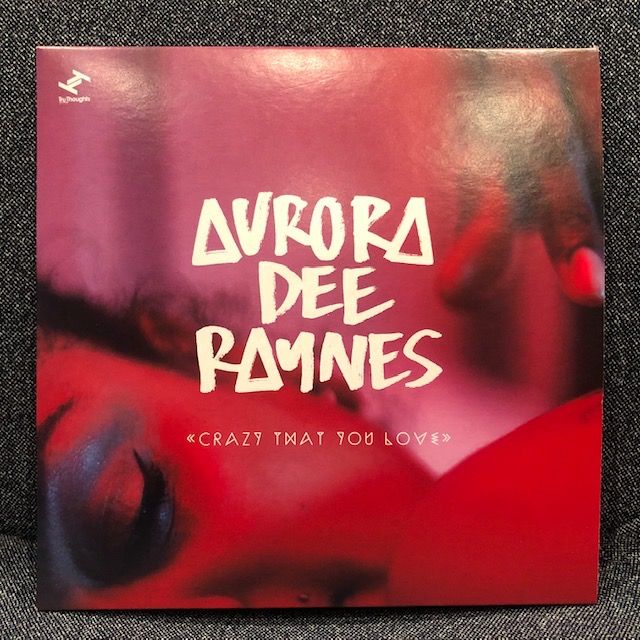 Tru Thoughts
AURORA
DEE
RAYNES
«CRAZY THAT YOU LOVE»